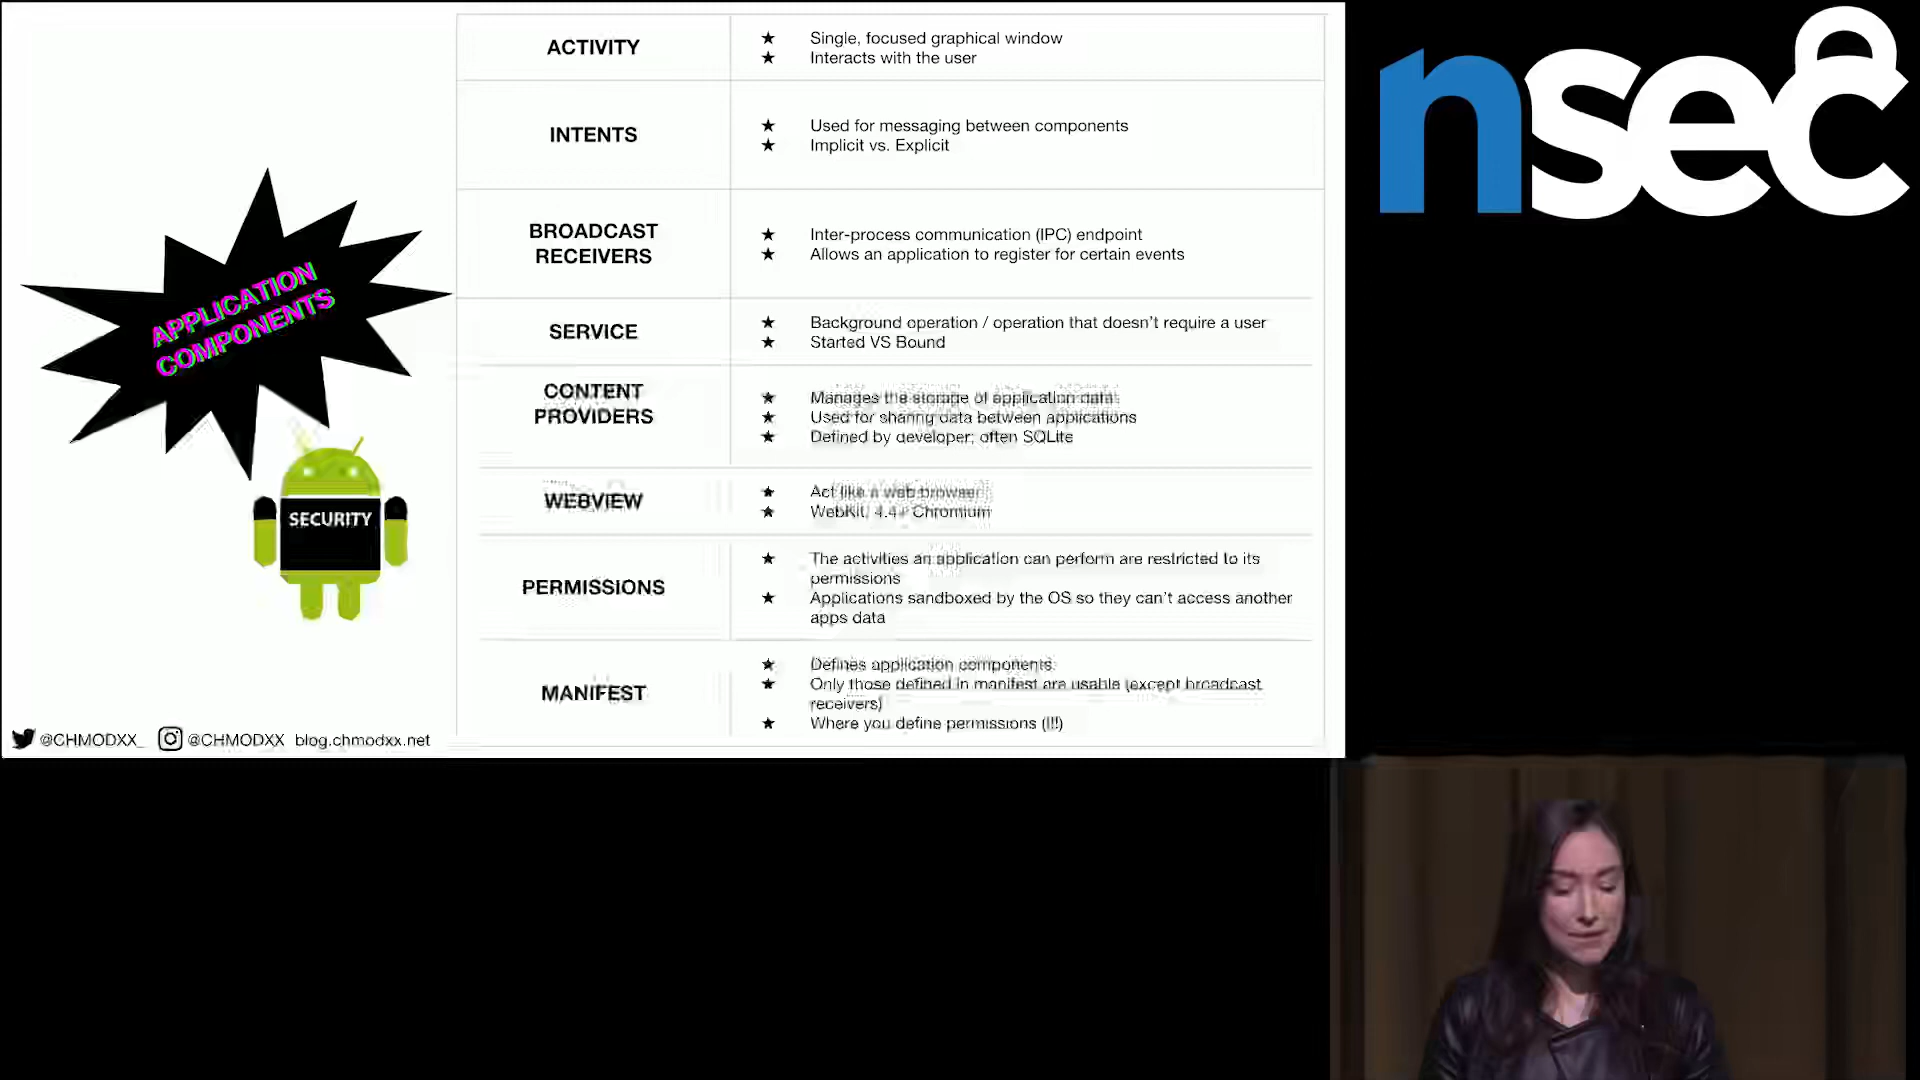 ACTIVITY
★ Single, focused graphical window
★ Interacts with the user
INTENTS
★ Used for messaging between components
★ Implicit vs. Explicit
BROADCAST
RECEIVERS
★ Inter-process communication (IPC) endpoint
★ Allows an application to register for certain events
SERVICE
★ Background operation / operation that doesn't require a user
★ Started VS Bound
CONTENT
PROVIDERS
★ Manages the storage of application data
★ Used for sharing data between applications
★ Defined by developer; often SQLite
WEBVIEW
★ Act like a web browser
★ WebKit, 4.4+ Chromium
PERMISSIONS
★ The activities an application can perform are restricted to its
permissions
★ Applications sandboxed by the OS so they can't access another
apps data
MANIFEST
★ Defines application components
★ Only those defined in manifest are usable (except broadcast
receivers)
★ Where you define permissions (!!!)
APPLICATION
COMPONENTS
SECURITY
@CHMODXX_ @CHMODXX blog.chmodxx.net
nsec